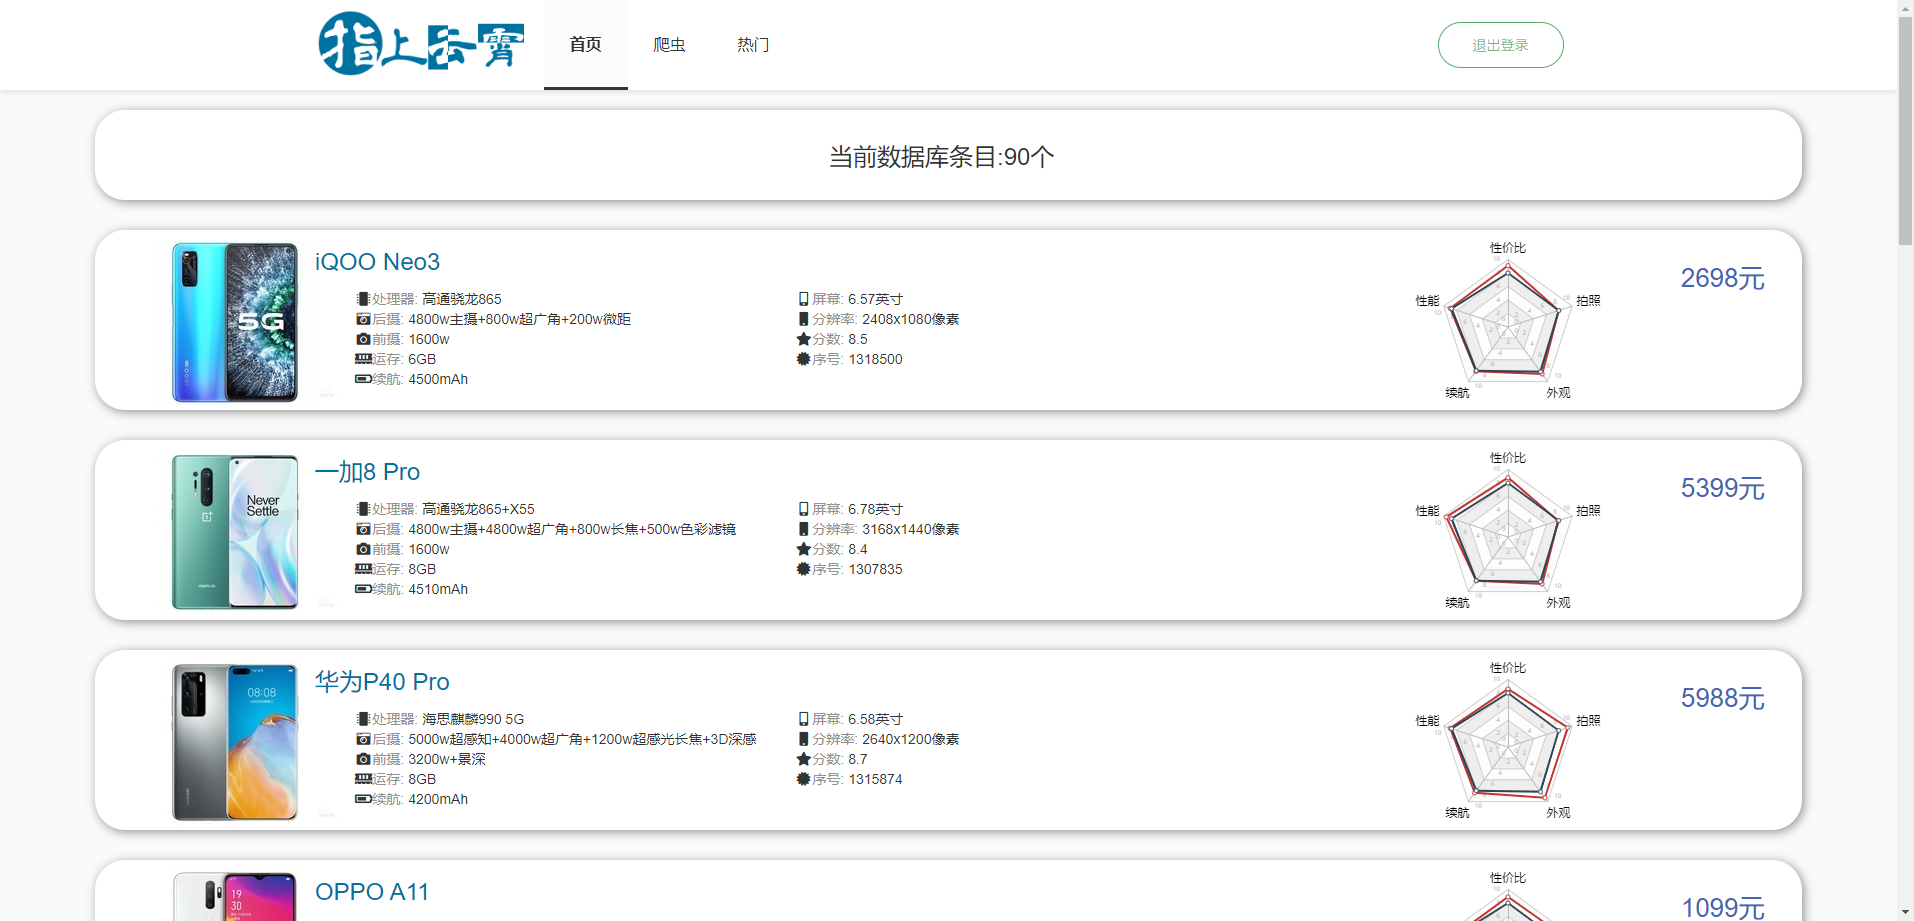 指上云霄
首页
爬虫
热门
退出登录
当前数据库条目:90个
iQOO Neo3
处理器: 高通骁龙865
后摄: 4800w主摄+800w超广角+200w微距
前摄: 1600w
运存: 6GB
续航: 4500mAh
屏幕: 6.57英寸
分辨率: 2408x1080像素
分数: 8.5
序号: 1318500
5G
性价比
性能
拍照
续航
外观
2698元
一加8 Pro
处理器: 高通骁龙865+X55
后摄: 4800w主摄+4800w超广角+800w长焦+500w色彩滤镜
前摄: 1600w
运存: 8GB
续航: 4510mAh
屏幕: 6.78英寸
分辨率: 3168x1440像素
分数: 8.4
序号: 1307835
Never
Settle
性价比
性能
拍照
续航
外观
5399元
华为P40 Pro
处理器: 海思麒麟990 5G
后摄: 5000w超感知+4000w超广角+1200w超感光长焦+3D深感
前摄: 3200w+景深
运存: 8GB
续航: 4200mAh
屏幕: 6.58英寸
分辨率: 2640x1200像素
分数: 8.7
序号: 1315874
08:08
性价比
性能
拍照
续航
外观
5988元
OPPO A11
19
30
性价比
1099元